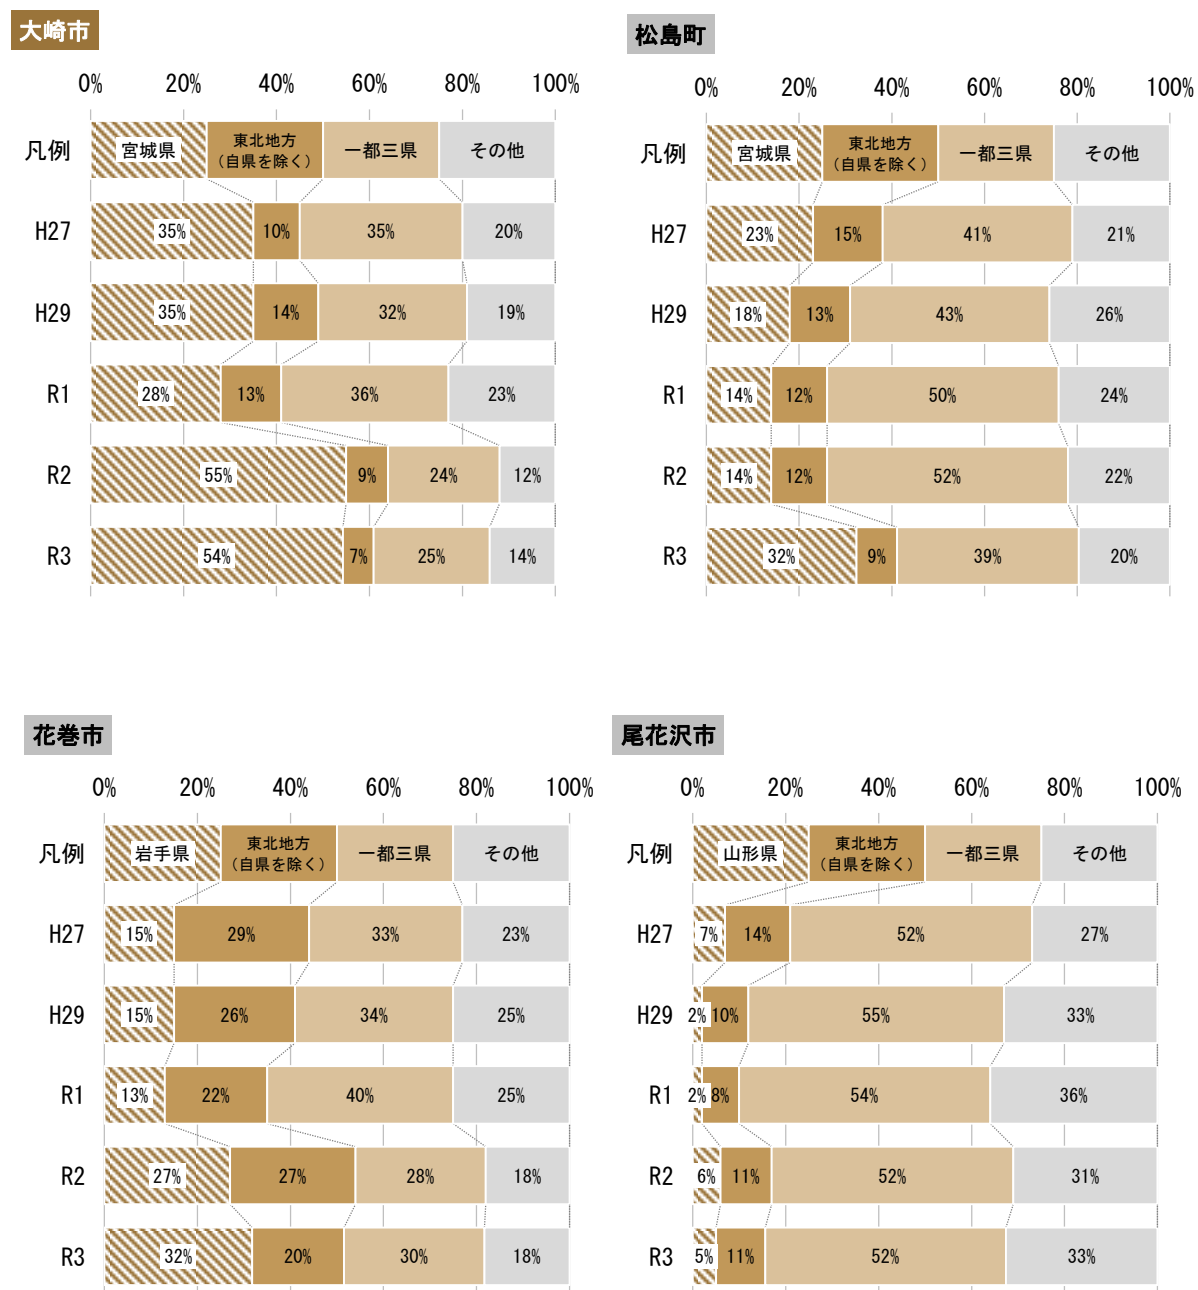 大崎市
0% 20% 40% 60% 80% 100%
凡例 宮城県 東北地方 一都三県 その他
（自県を除く）
H27 35% 10% 35% 20%
H29 35% 14% 32% 19%
R1 28% 13% 36% 23%
R2 55% 9% 24% 12%
R3 54% 7% 25% 14%
松島町
0% 20% 40% 60% 80% 100%
凡例 宮城県 東北地方 一都三県 その他
（自県を除く）
H27 23% 15% 41% 21%
H29 18% 13% 43% 26%
R1 14% 12% 50% 24%
R2 14% 12% 52% 22%
R3 32% 9% 39% 20%
花巻市
0% 20% 40% 60% 80% 100%
凡例 岩手県 東北地方 一都三県 その他
（自県を除く）
H27 15% 29% 33% 23%
H29 15% 26% 34% 25%
R1 13% 22% 40% 25%
R2 27% 27% 28% 18%
R3 32% 20% 30% 18%
尾花沢市
0% 20% 40% 60% 80% 100%
凡例 山形県 東北地方 一都三県 その他
（自県を除く）
H27 7% 14% 52% 27%
H29 2% 10% 55% 33%
R1 2% 8% 54% 36%
R2 6% 11% 52% 31%
R3 5% 11% 52% 33%